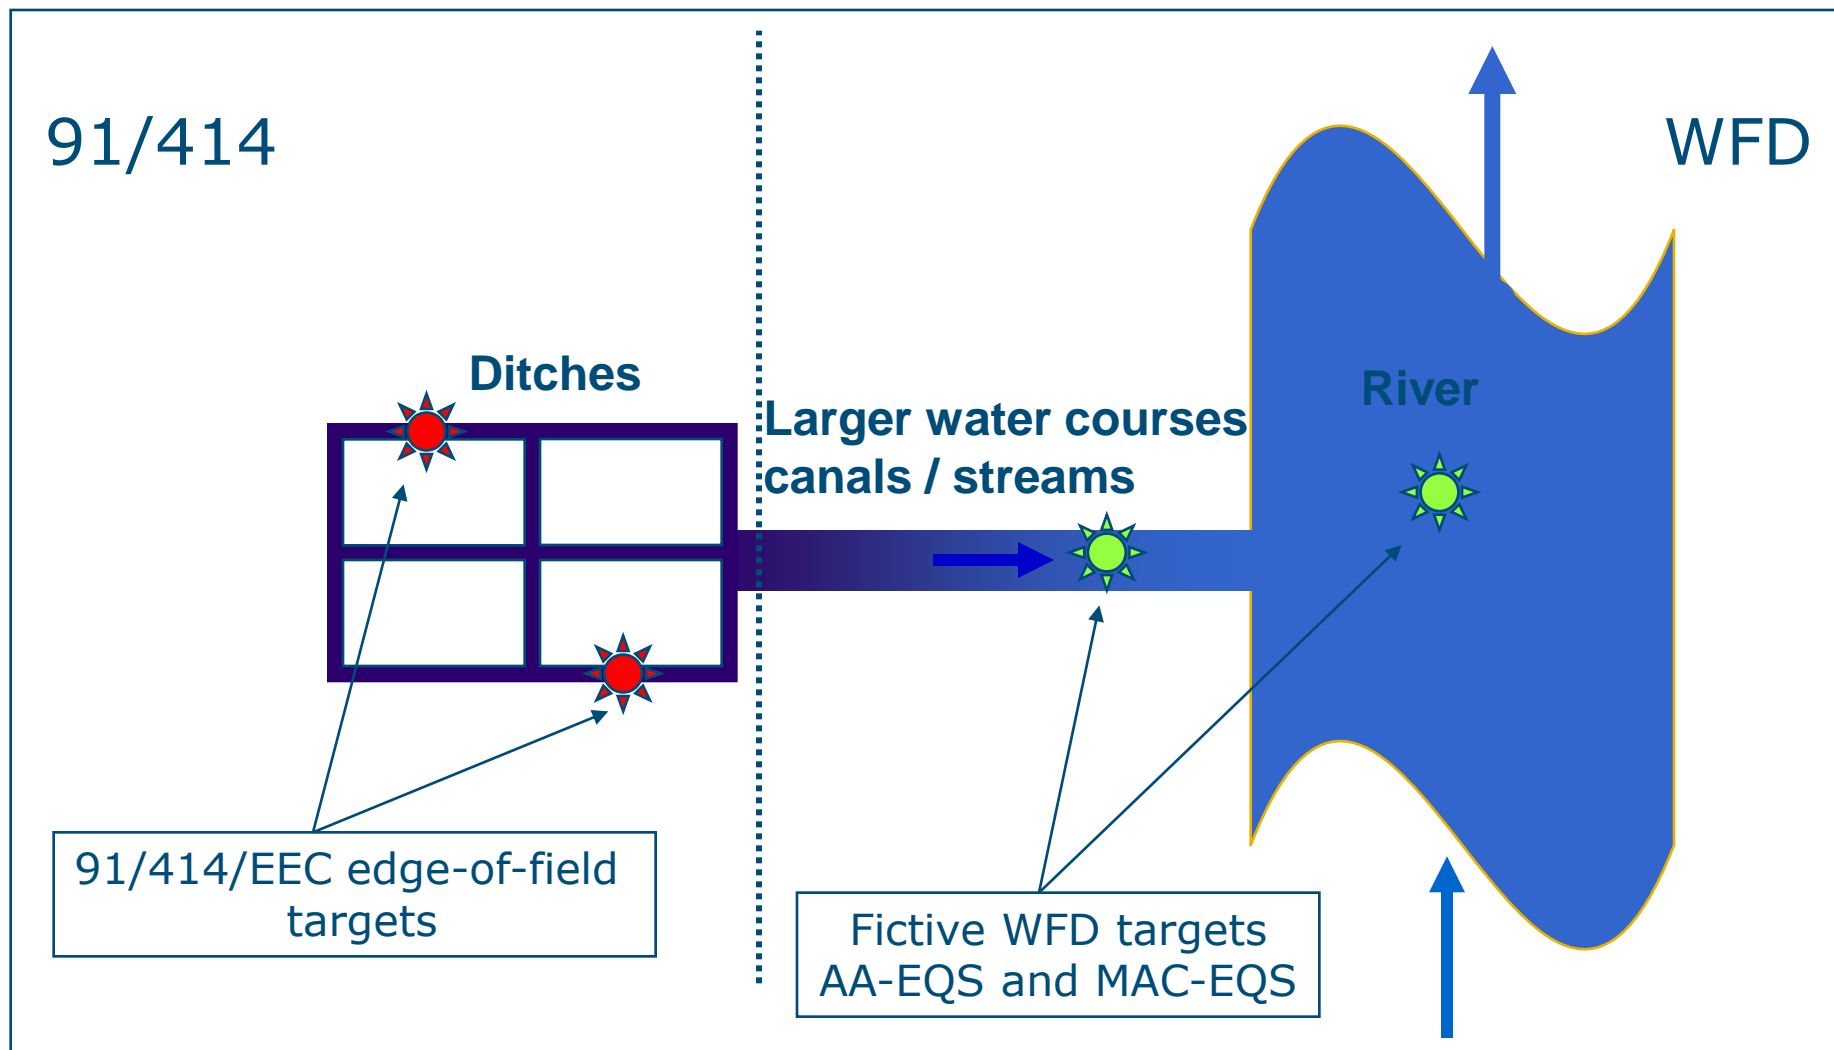 91/414
WFD
Ditches
Larger water courses
canals / streams
River
91/414/EEC edge-of-field
targets
Fictive WFD targets
AA-EQS and MAC-EQS